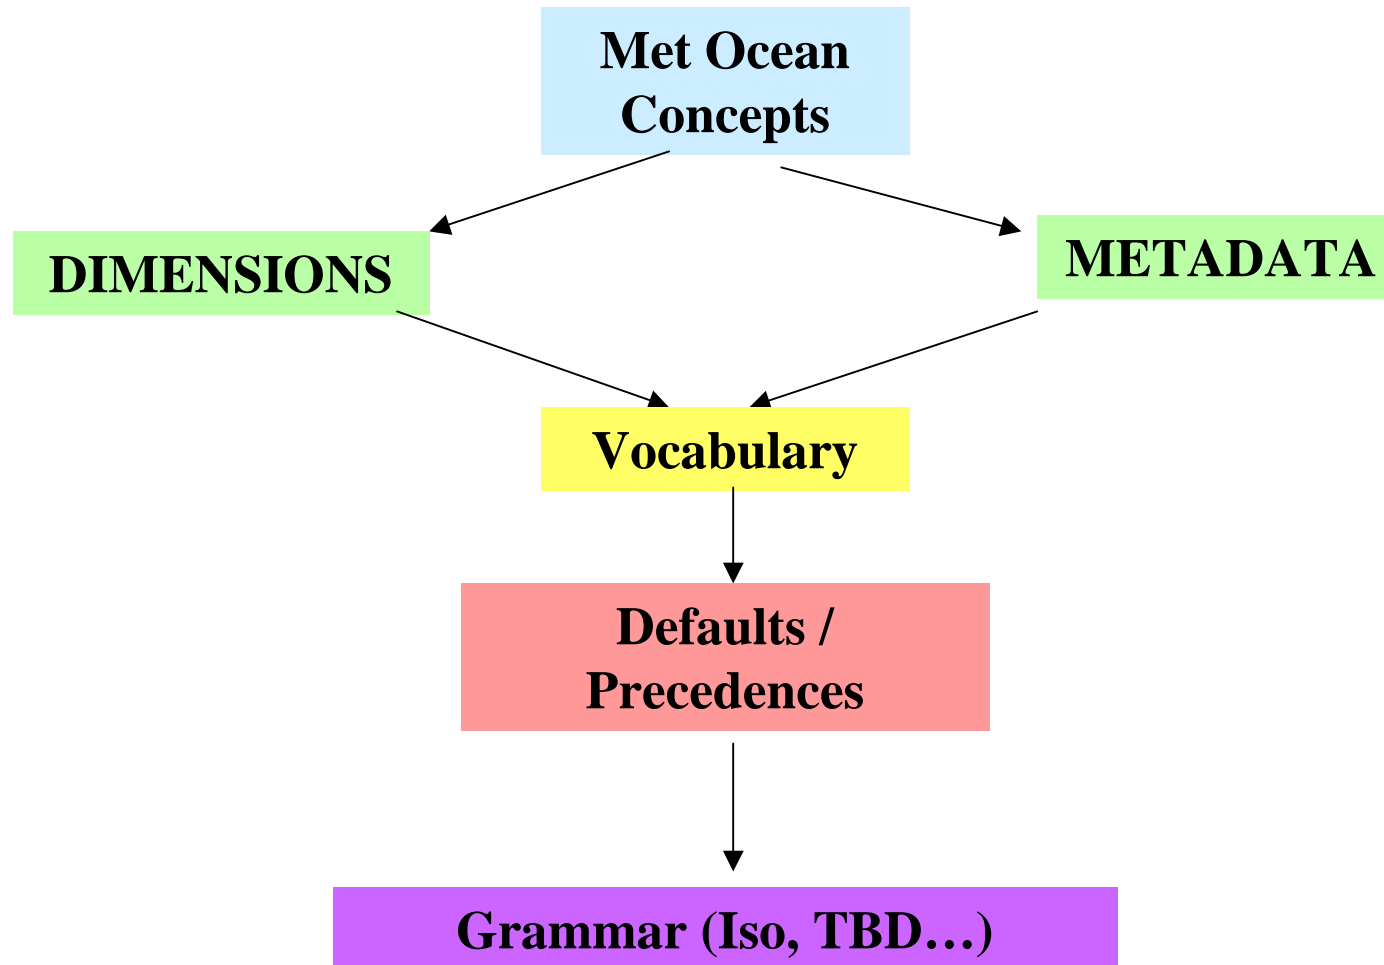 Met Ocean
Concepts
DIMENSIONS
METADATA
Vocabulary
Defaults /
Precedences
Grammar (Iso, TBD…)